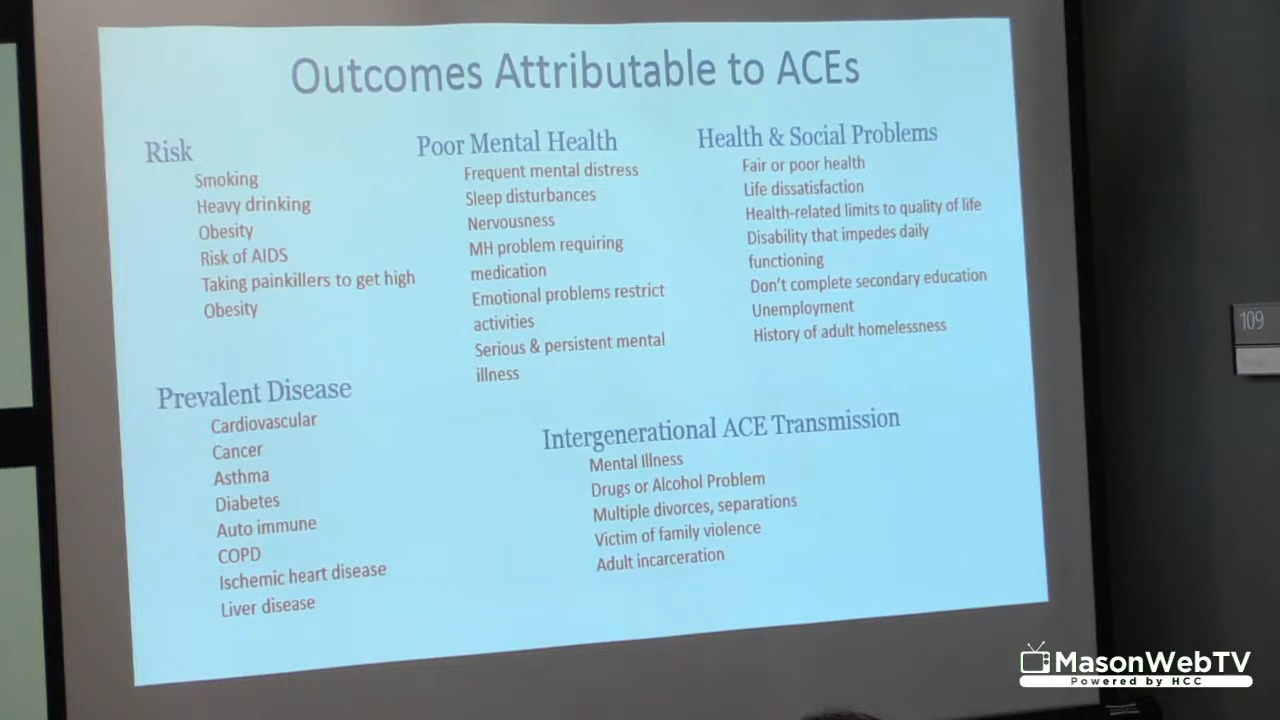 Outcomes Attributable to ACEs
Risk
Smoking
Heavy drinking
Obesity
Risk of AIDS
Taking painkillers to get high
Obesity
Poor Mental Health
Frequent mental distress
Sleep disturbances
Nervousness
MH problem requiring
medication
Emotional problems restrict
activities
Serious & persistent mental
illness
Health & Social Problems
Fair or poor health
Life dissatisfaction
Health-related limits to quality of life
Disability that impedes daily
functioning
Don't complete secondary education
Unemployment
History of adult homelessness
Prevalent Disease
Cardiovascular
Cancer
Asthma
Diabetes
Auto immune
COPD
Ischemic heart disease
Liver disease
Intergenerational ACE Transmission
Mental Illness
Drugs or Alcohol Problem
Multiple divorces, separations
Victim of family violence
Adult incarceration
109
MasonWebTV
Powered by HCC